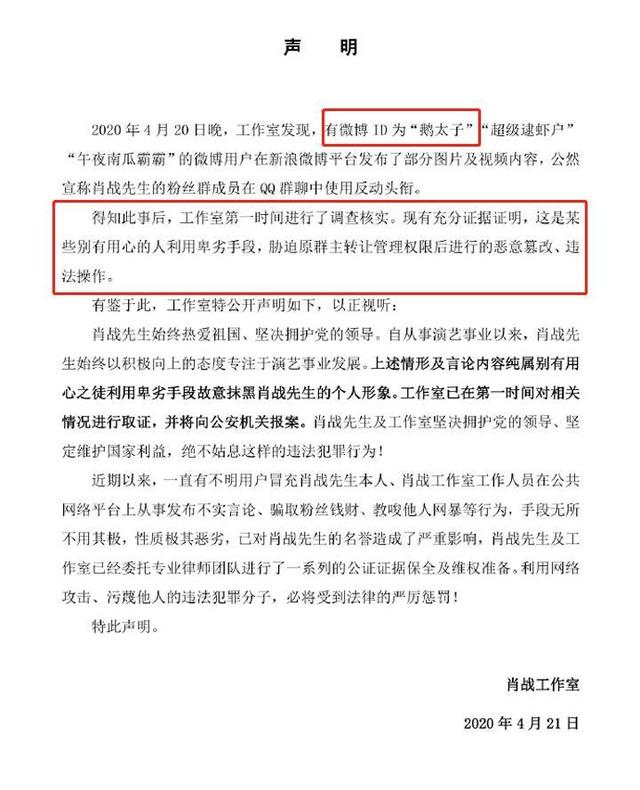 声 明
2020 年 4 月 20 日晚，工作室发现，有微博 ID 为“鹅太子”“超级逮虾户”
“午夜南瓜霸霸”的微博用户在新浪微博平台发布了部分图片及视频内容，公然
宣称肖战先生的粉丝群成员在 QQ 群聊中使用反动头衔。
得知此事后，工作室第一时间进行了调查核实。现有充分证据证明，这是某
些别有用心的人利用卑劣手段，胁迫原群主转让管理权限后进行的恶意篡改、违
法操作。
有鉴于此，工作室特公开声明如下，以正视听：
肖战先生始终热爱祖国、坚决拥护党的领导。自从事演艺事业以来，肖战先
生始终以积极向上的态度专注于演艺事业发展。上述情形及言论内容纯属别有用
心之徒利用卑劣手段故意抹黑肖战先生的个人形象。工作室已在第一时间对相关
情况进行取证，并将向公安机关报案。肖战先生及工作室坚决拥护党的领导、坚
定维护国家利益，绝不姑息这样的违法犯罪行为！
近期以来，一直有不明用户冒充肖战先生本人、肖战工作室工作人员在公共
网络平台上从事发布不实言论、骗取粉丝钱财、教唆他人网暴等行为，手段无所
不用其极，性质极其恶劣，已对肖战先生的名誉造成了严重影响，肖战先生及工
作室已经委托专业律师团队进行了一系列的公证证据保全及维权准备。利用网络
攻击、污蔑他人的违法犯罪分子，必将受到法律的严厉惩罚！
特此声明。
肖战工作室
2020 年 4 月 21 日